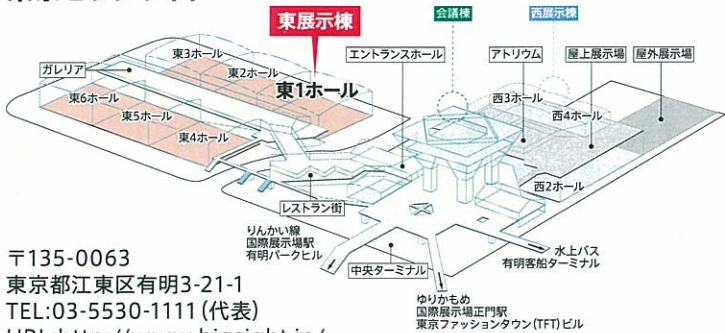 東展示棟
会議棟
西展示棟
ガレリア
東3ホール
東2ホール
東1ホール
エントランスホール
アトリウム
屋上展示場
屋外展示場
東6ホール
東5ホール
東4ホール
西3ホール
西4ホール
西2ホール
レストラン街
りんかい線
国際展示場駅
有明パークビル
中央ターミナル
水上バス
有明客船ターミナル
ゆりかもめ
国際展示場正門駅
東京ファッションタウン(TFT)ビル
〒135-0063
東京都江東区有明3-21-1
TEL:03-5530-1111(代表)